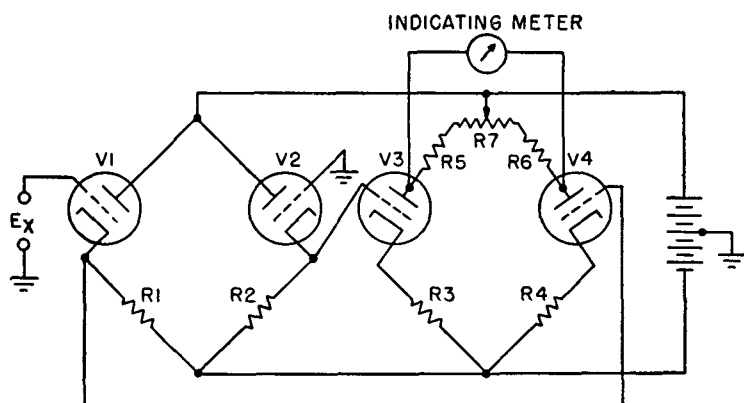 INDICATING METER
V1
V2
V3
R5
R7
R6
V4
EX
R1
R2
R3
R4